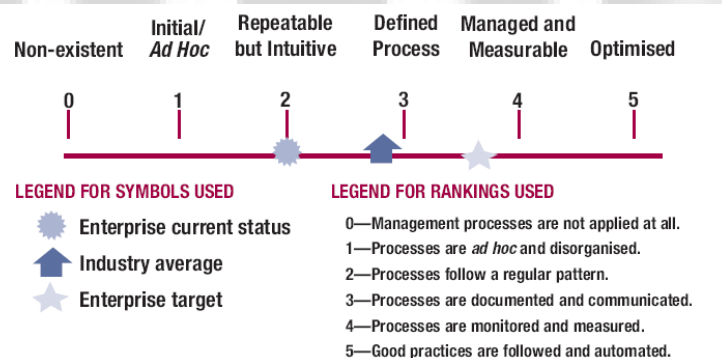 Non-existent
Initial/
Ad Hoc
Repeatable
but Intuitive
Defined
Process
Managed and
Measurable
Optimised
0 1 2 3 4 5
LEGEND FOR SYMBOLS USED
Enterprise current status
Industry average
Enterprise target
LEGEND FOR RANKINGS USED
0—Management processes are not applied at all.
1—Processes are ad hoc and disorganised.
2—Processes follow a regular pattern.
3—Processes are documented and communicated.
4—Processes are monitored and measured.
5—Good practices are followed and automated.